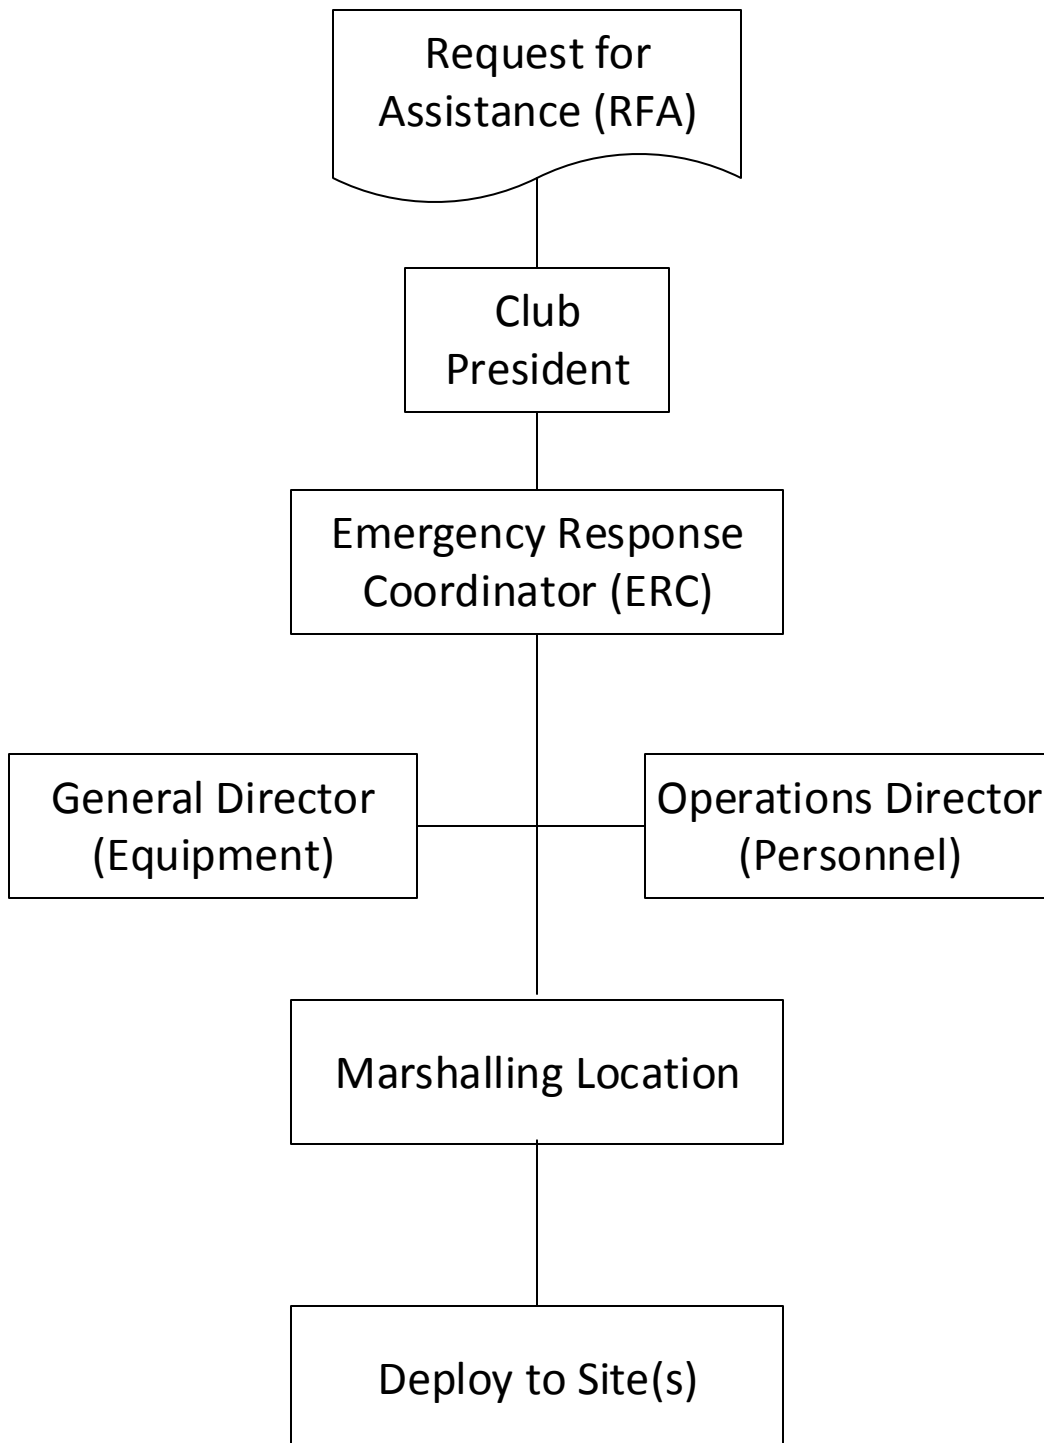 Request for
Assistance (RFA)
Club
President
Emergency Response
Coordinator (ERC)
General Director
(Equipment)
Operations Director
(Personnel)
Marshalling Location
Deploy to Site(s)